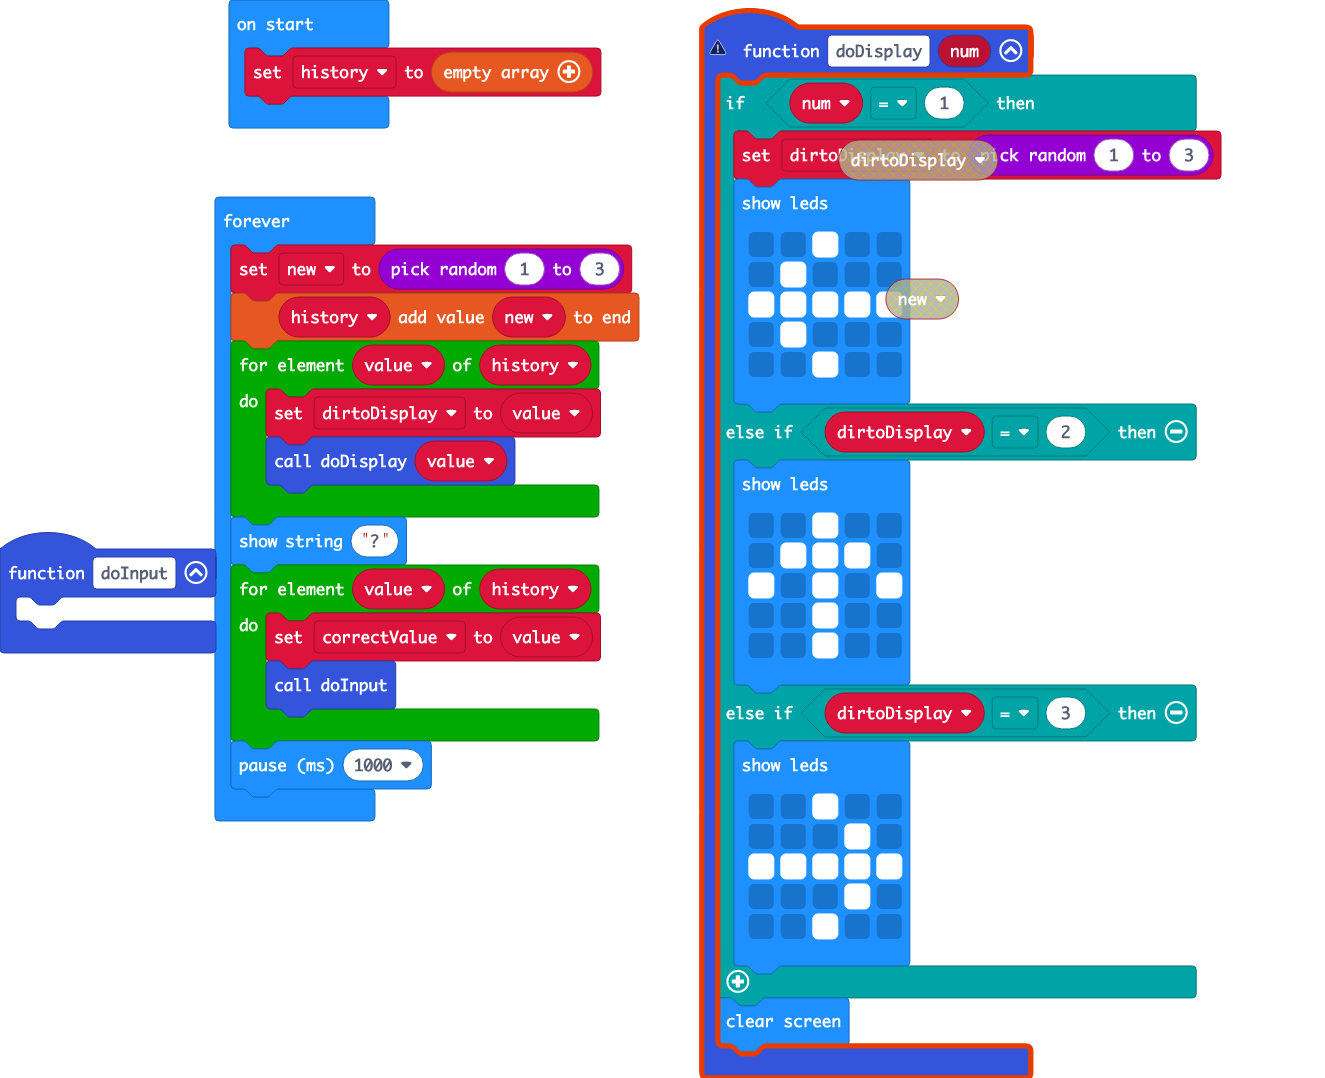 on start
set history to empty array
forever
set new to pick random 1 to 3
history add value new to end
for element value of history
do set dirtoDisplay to value
call doDisplay value
show string "?"
for element value of history
do set correctValue to value
call doInput
pause (ms) 1000
function doInput
function doDisplay num
if num = 1 then
set dirtoDisplay to pick random 1 to 3
dirtoDisplay
show leds
new
else if dirtoDisplay = 2 then
show leds
else if dirtoDisplay = 3 then
show leds
clear screen